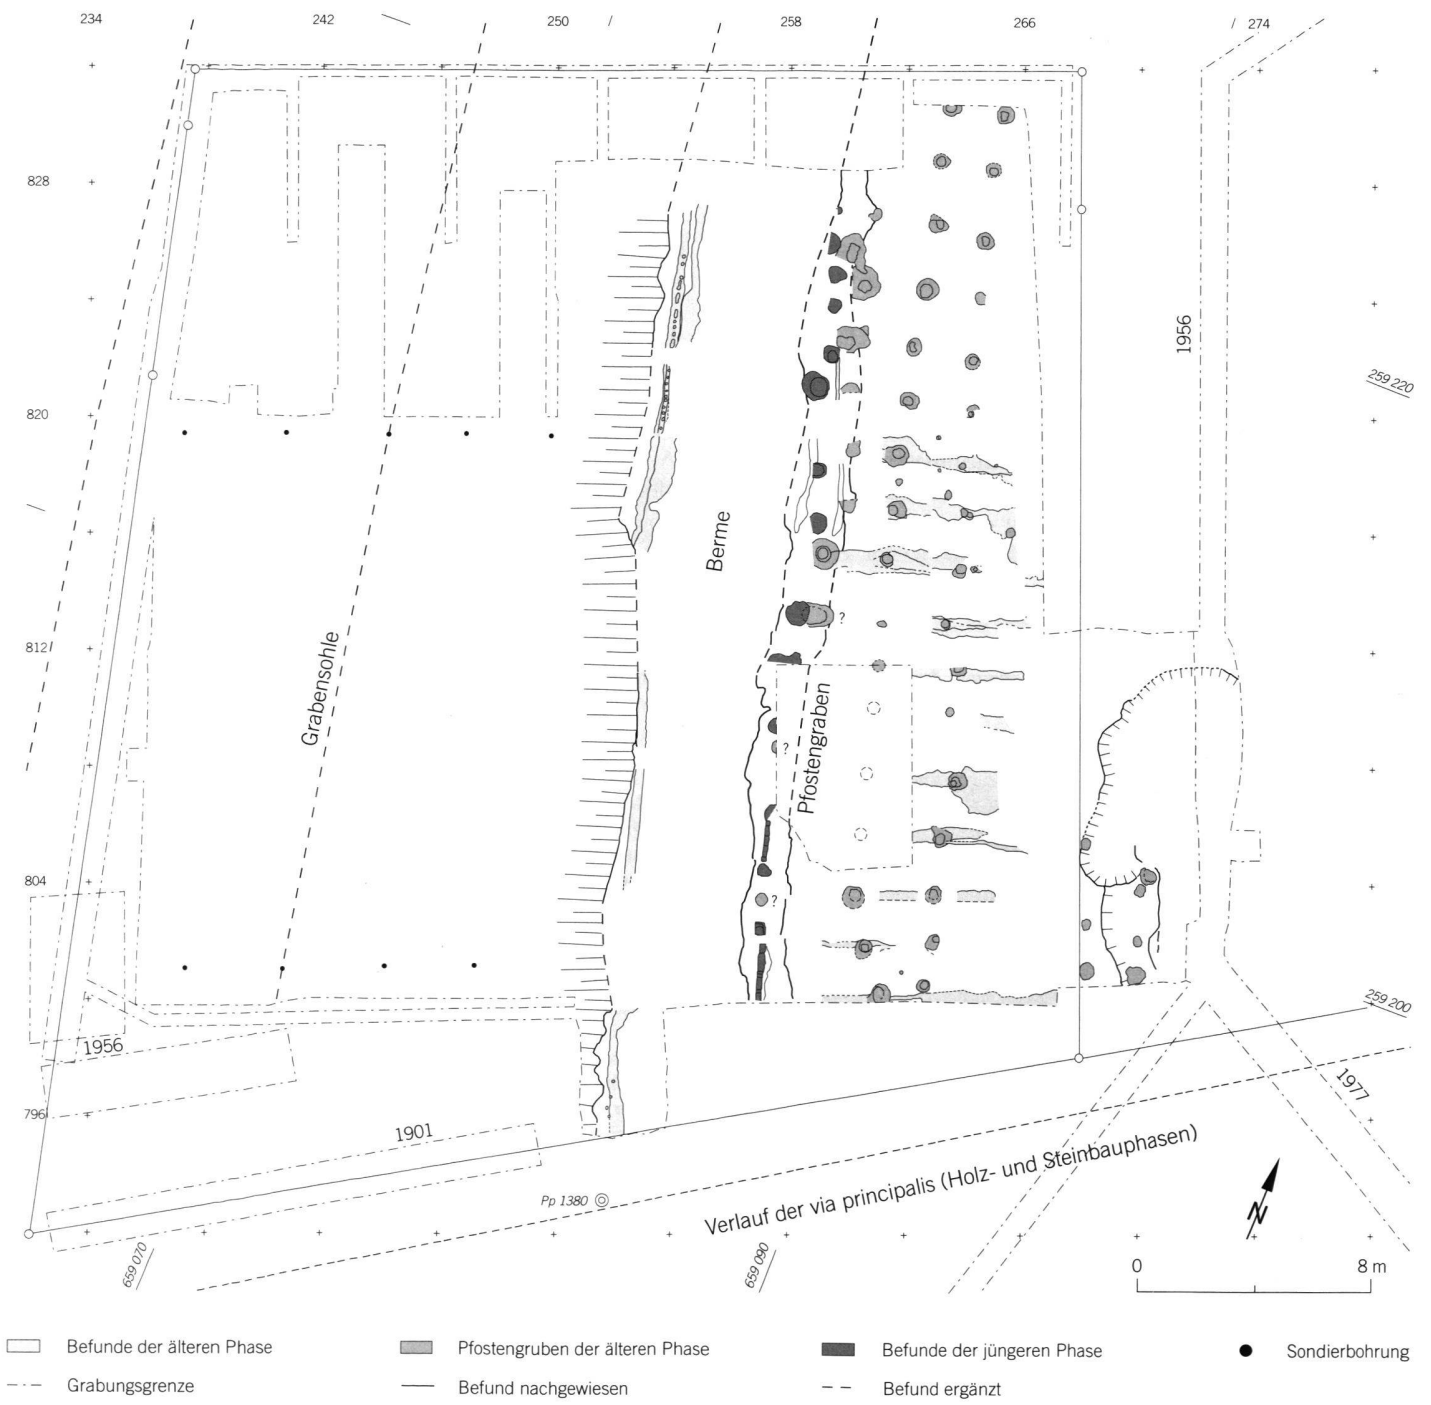 234
242
250
258
266
274
828
1956
259 220
820
Berme
812
Grabensohle
?
Pfostengraben
?
804
?
259 200
1956
796
1901
1977
Pp 1380
Verlauf der via principalis (Holz- und Steinbauphasen)
N
659 070
659 090
0
8 m
Befunde der älteren Phase
Pfostengruben der älteren Phase
Befunde der jüngeren Phase
Sondierbohrung
Grabungsgrenze
Befund nachgewiesen
Befund ergänzt